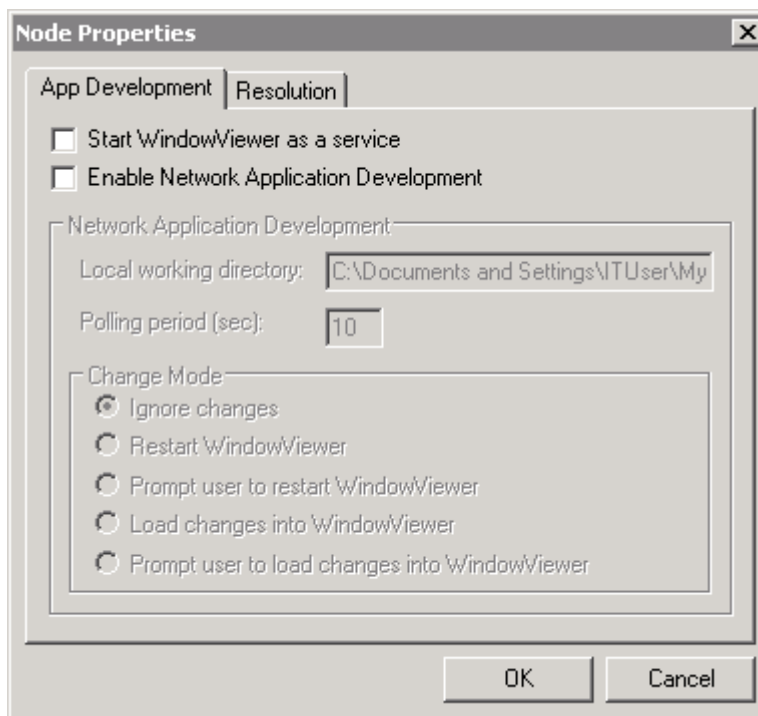 Node Properties
App Development
Resolution
Start WindowViewer as a service
Enable Network Application Development
Network Application Development
Local working directory: C:\Documents and Settings\ITUser\My
Polling period (sec): 10
Change Mode
Ignore changes
Restart WindowViewer
Prompt user to restart WindowViewer
Load changes into WindowViewer
Prompt user to load changes into WindowViewer
OK Cancel